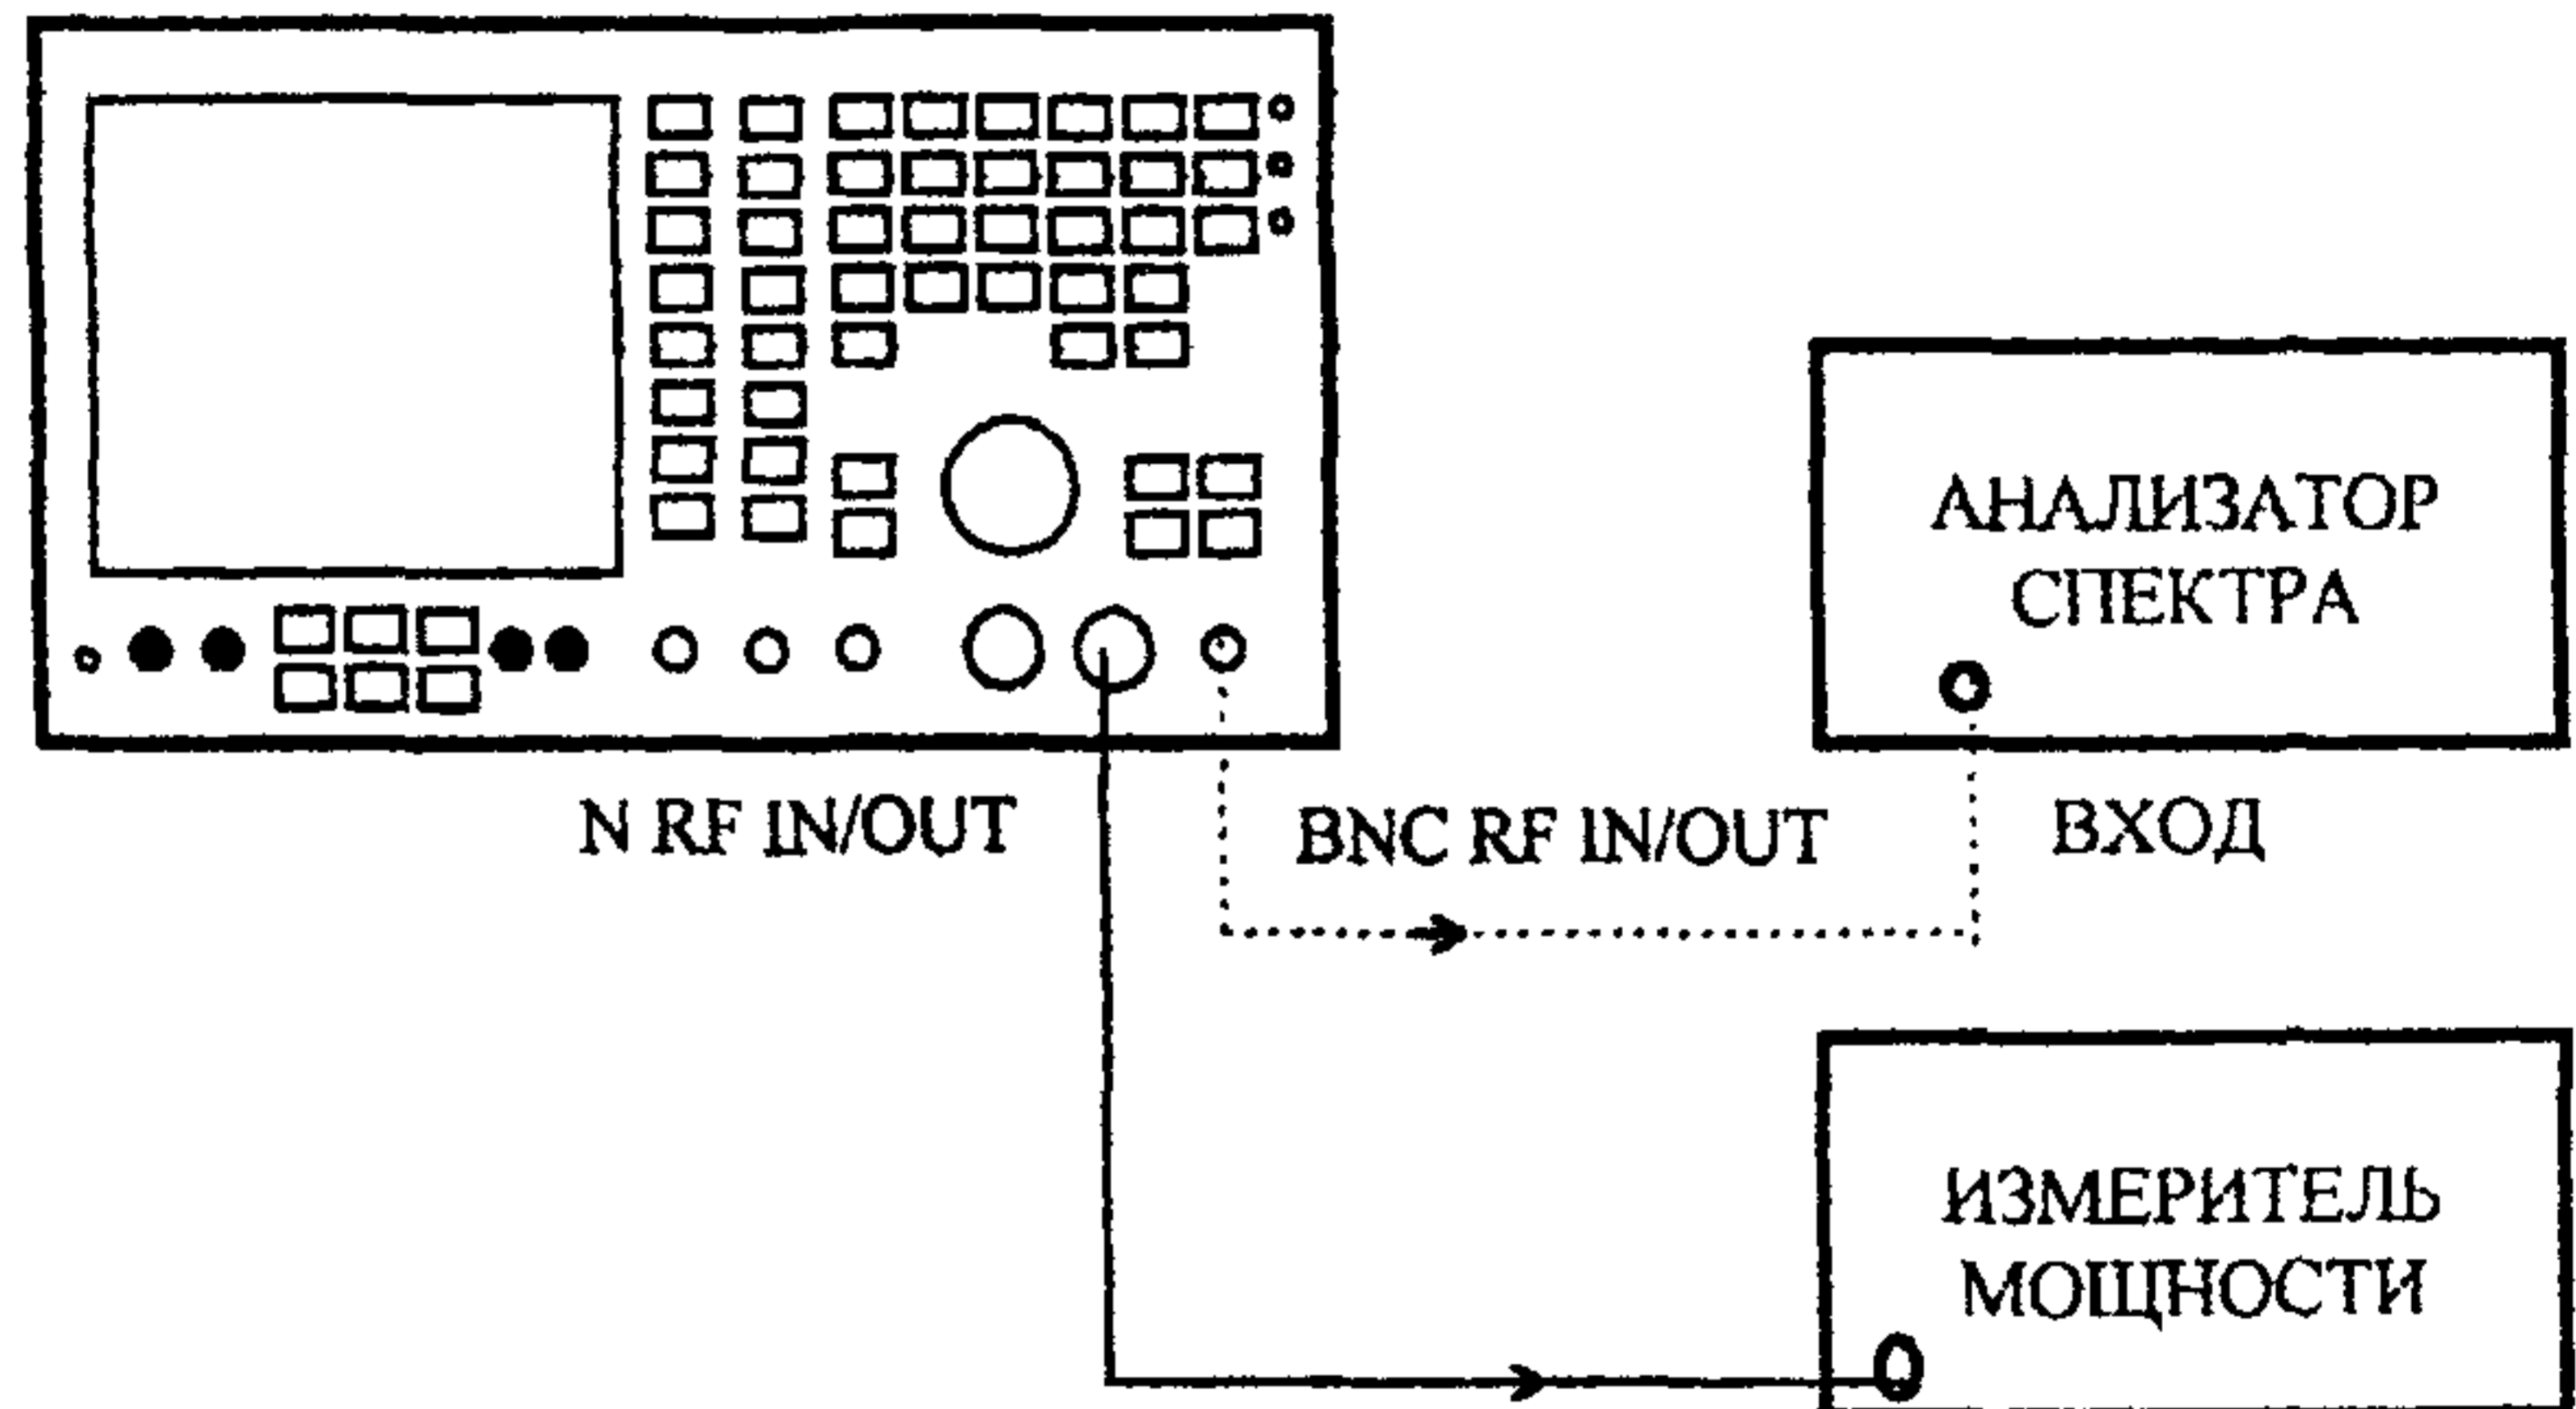 АНАЛИЗАТОР
СПЕКТРА
N RF IN/OUT
BNC RF IN/OUT
ВХОД
ИЗМЕРИТЕЛЬ
МОЩНОСТИ